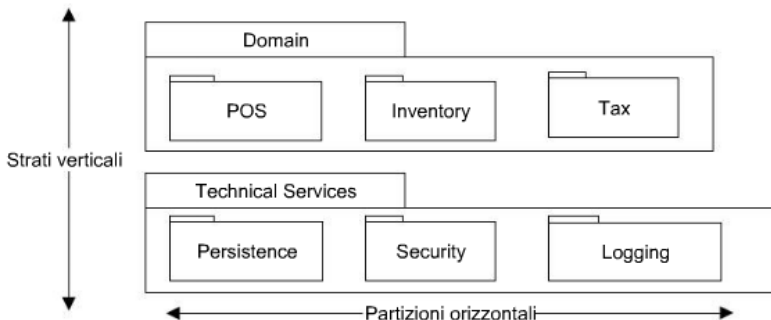 Domain
POS
Inventory
Tax
Strati verticali
Technical Services
Persistence
Security
Logging
Partizioni orizzontali